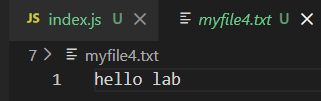 JS index.js U X myfile4.txt U X
7 > myfile4.txt
1 hello lab